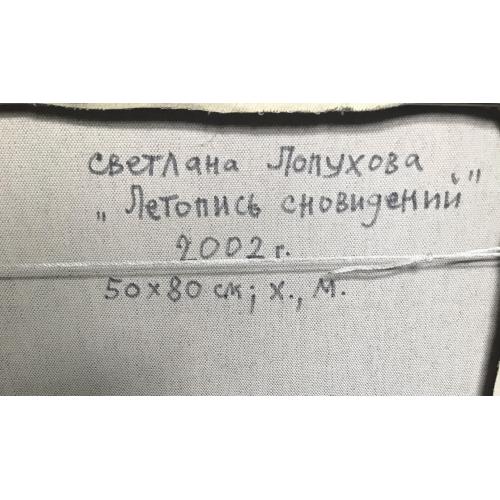 Светлана Лопухова
„Летопись сновидений"
2002 г.
50×80 см; х., м.